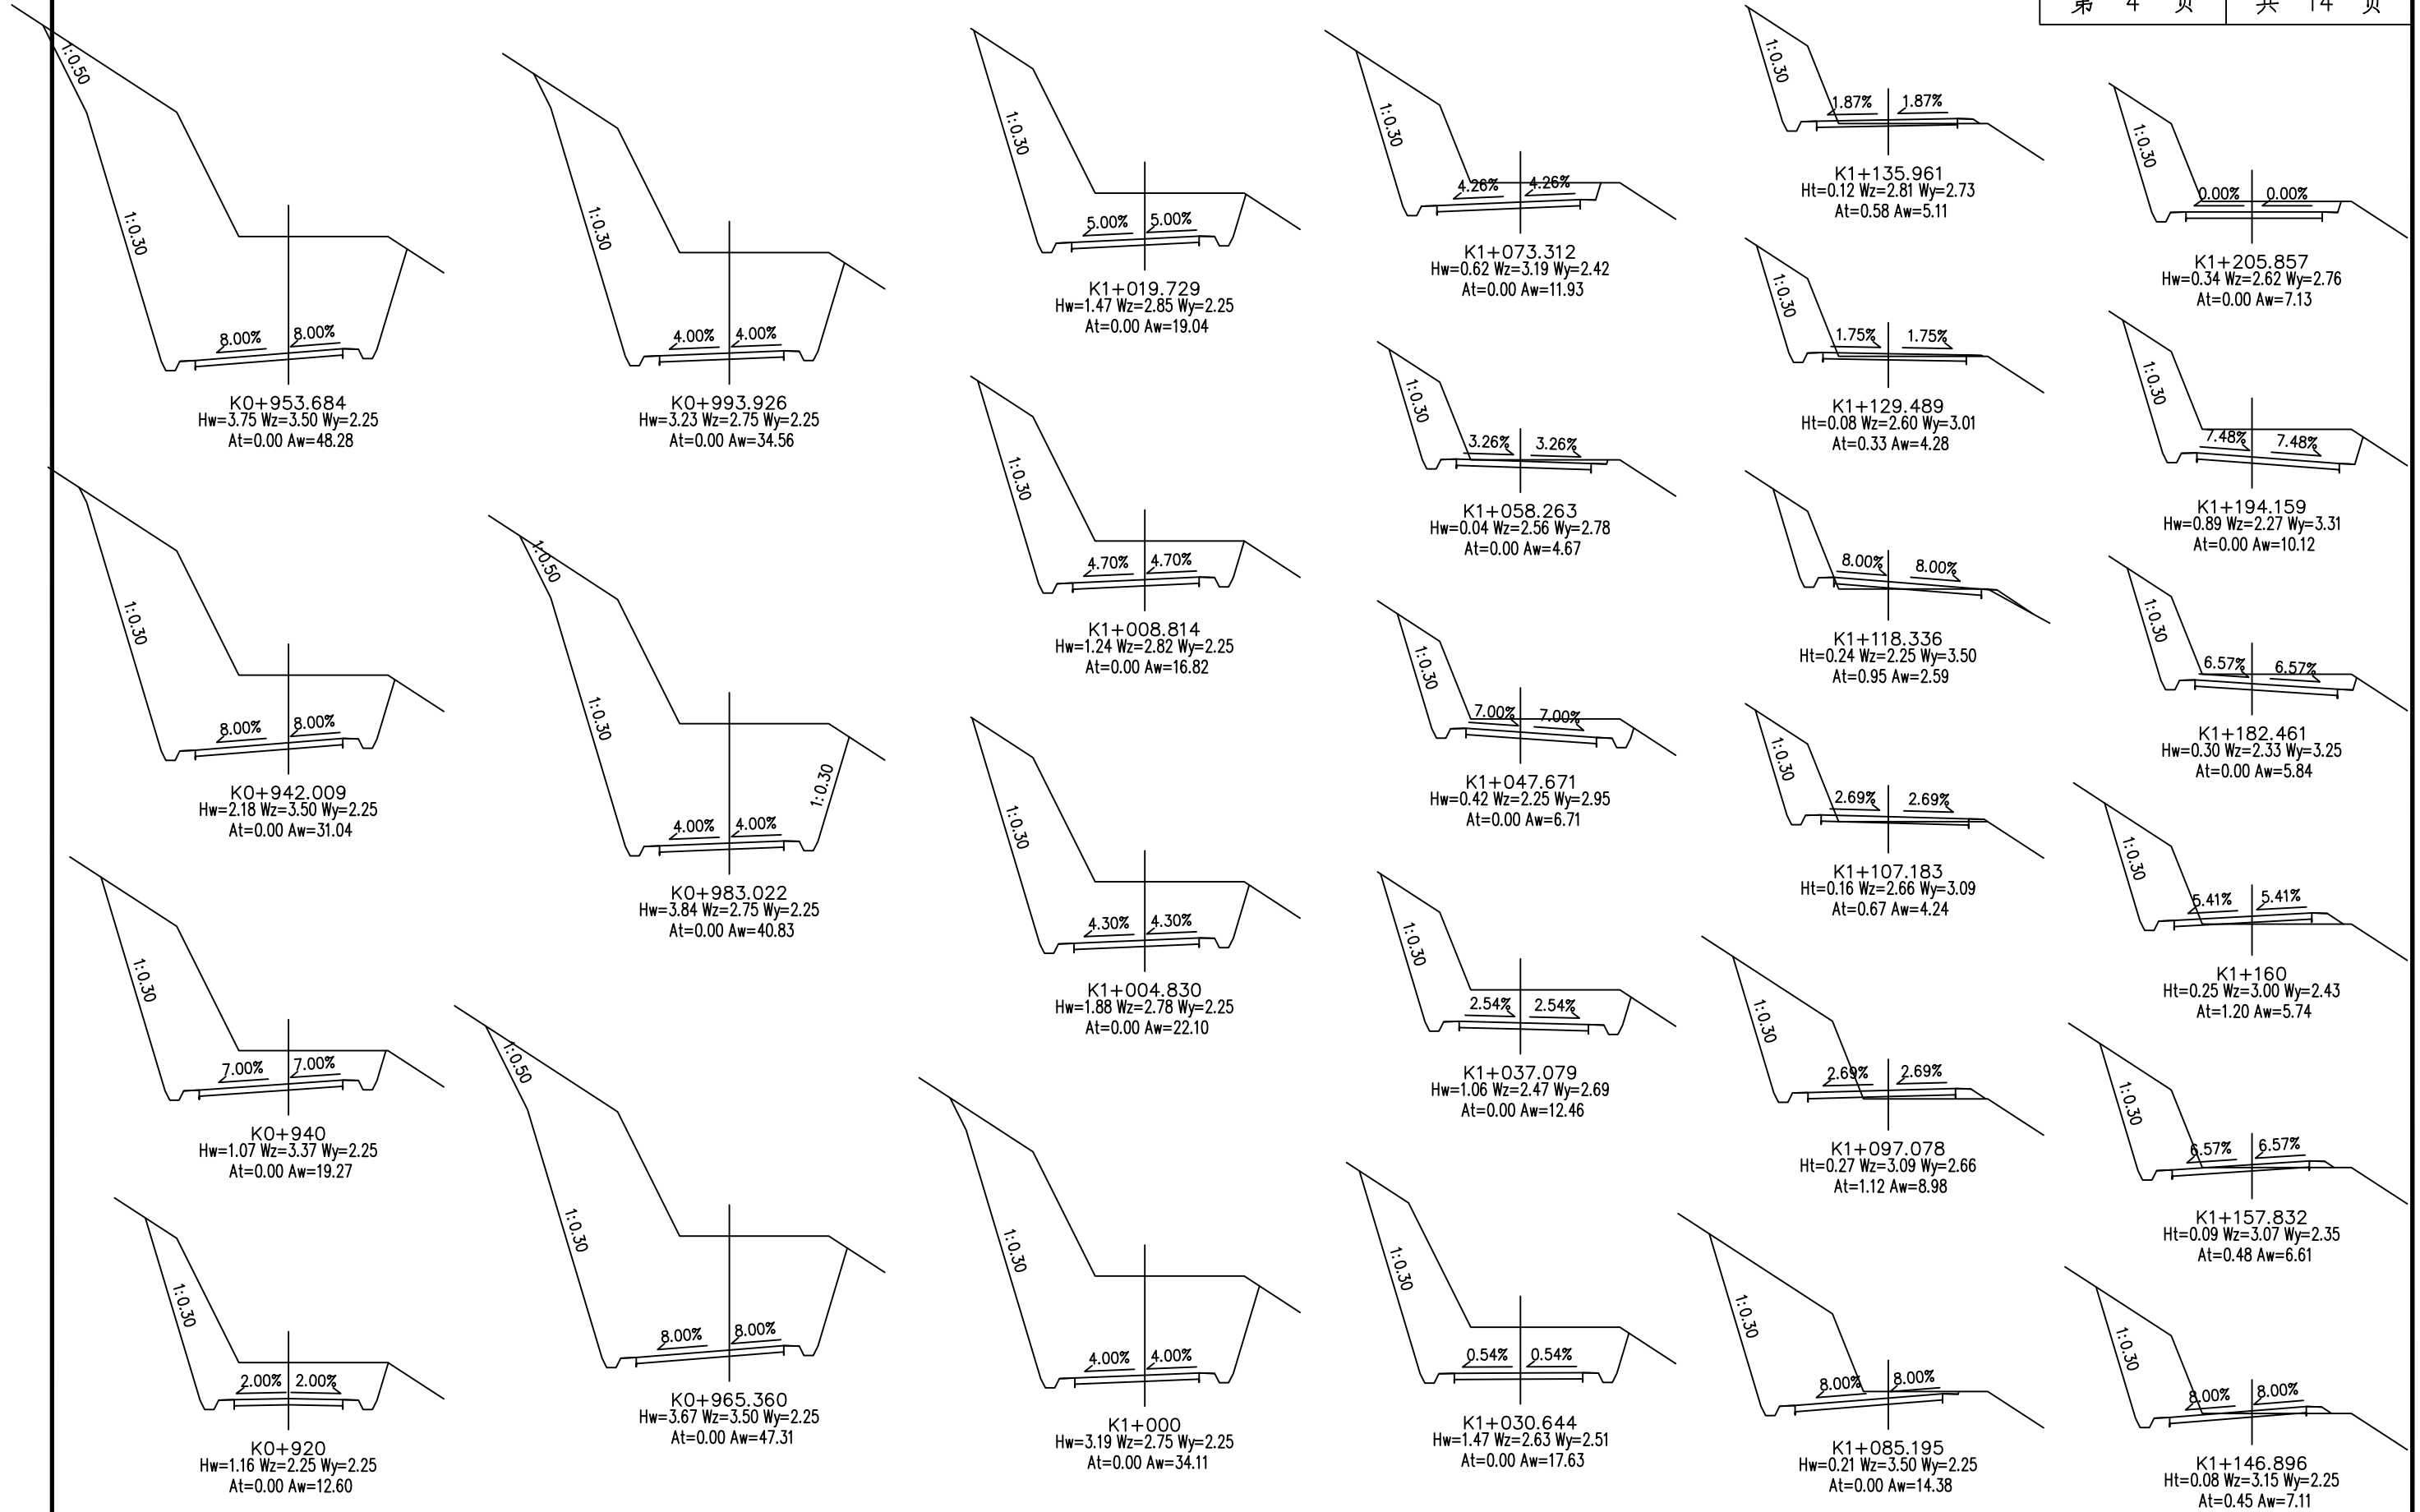 第 4 页 共 14 页
1:0.50
1:0.30
8.00% 8.00%
K0+953.684
Hw=3.75 Wz=3.50 Wy=2.25
At=0.00 Aw=48.28
1:0.30
8.00% 8.00%
K0+942.009
Hw=2.18 Wz=3.50 Wy=2.25
At=0.00 Aw=31.04
1:0.30
7.00% 7.00%
K0+940
Hw=1.07 Wz=3.37 Wy=2.25
At=0.00 Aw=19.27
1:0.30
2.00% 2.00%
K0+920
Hw=1.16 Wz=2.25 Wy=2.25
At=0.00 Aw=12.60
1:0.30
4.00% 4.00%
K0+993.926
Hw=3.23 Wz=2.75 Wy=2.25
At=0.00 Aw=34.56
1:0.50
1:0.30
1:0.30
4.00% 4.00%
K0+983.022
Hw=3.84 Wz=2.75 Wy=2.25
At=0.00 Aw=40.83
1:0.50
1:0.30
8.00% 8.00%
K0+965.360
Hw=3.67 Wz=3.50 Wy=2.25
At=0.00 Aw=47.31
1:0.30
5.00% 5.00%
K1+019.729
Hw=1.47 Wz=2.85 Wy=2.25
At=0.00 Aw=19.04
1:0.30
4.70% 4.70%
K1+008.814
Hw=1.24 Wz=2.82 Wy=2.25
At=0.00 Aw=16.82
1:0.30
4.30% 4.30%
K1+004.830
Hw=1.88 Wz=2.78 Wy=2.25
At=0.00 Aw=22.10
1:0.30
4.00% 4.00%
K1+000
Hw=3.19 Wz=2.75 Wy=2.25
At=0.00 Aw=34.11
1:0.30
4.26% 4.26%
K1+073.312
Hw=0.62 Wz=3.19 Wy=2.42
At=0.00 Aw=11.93
1:0.30
3.26% 3.26%
K1+058.263
Hw=0.04 Wz=2.56 Wy=2.78
At=0.00 Aw=4.67
1:0.30
7.00% 7.00%
K1+047.671
Hw=0.42 Wz=2.25 Wy=2.95
At=0.00 Aw=6.71
1:0.30
2.54% 2.54%
K1+037.079
Hw=1.06 Wz=2.47 Wy=2.69
At=0.00 Aw=12.46
1:0.30
0.54% 0.54%
K1+030.644
Hw=1.47 Wz=2.63 Wy=2.51
At=0.00 Aw=17.63
1:0.30
1.87% 1.87%
K1+135.961
Ht=0.12 Wz=2.81 Wy=2.73
At=0.58 Aw=5.11
1:0.30
1.75% 1.75%
K1+129.489
Ht=0.08 Wz=2.60 Wy=3.01
At=0.33 Aw=4.28
8.00% 8.00%
K1+118.336
Ht=0.24 Wz=2.25 Wy=3.50
At=0.95 Aw=2.59
1:0.30
2.69% 2.69%
K1+107.183
Ht=0.16 Wz=2.66 Wy=3.09
At=0.67 Aw=4.24
1:0.30
2.69% 2.69%
K1+097.078
Ht=0.27 Wz=3.09 Wy=2.66
At=1.12 Aw=8.98
1:0.30
8.00% 8.00%
K1+085.195
Hw=0.21 Wz=3.50 Wy=2.25
At=0.00 Aw=14.38
1:0.30
0.00% 0.00%
K1+205.857
Hw=0.34 Wz=2.62 Wy=2.76
At=0.00 Aw=7.13
1:0.30
7.48% 7.48%
K1+194.159
Hw=0.89 Wz=2.27 Wy=3.31
At=0.00 Aw=10.12
1:0.30
6.57% 6.57%
K1+182.461
Hw=0.30 Wz=2.33 Wy=3.25
At=0.00 Aw=5.84
1:0.30
5.41% 5.41%
K1+160
Ht=0.25 Wz=3.00 Wy=2.43
At=1.20 Aw=5.74
1:0.30
6.57% 6.57%
K1+157.832
Ht=0.09 Wz=3.07 Wy=2.35
At=0.48 Aw=6.61
1:0.30
8.00% 8.00%
K1+146.896
Ht=0.08 Wz=3.15 Wy=2.25
At=0.45 Aw=7.11